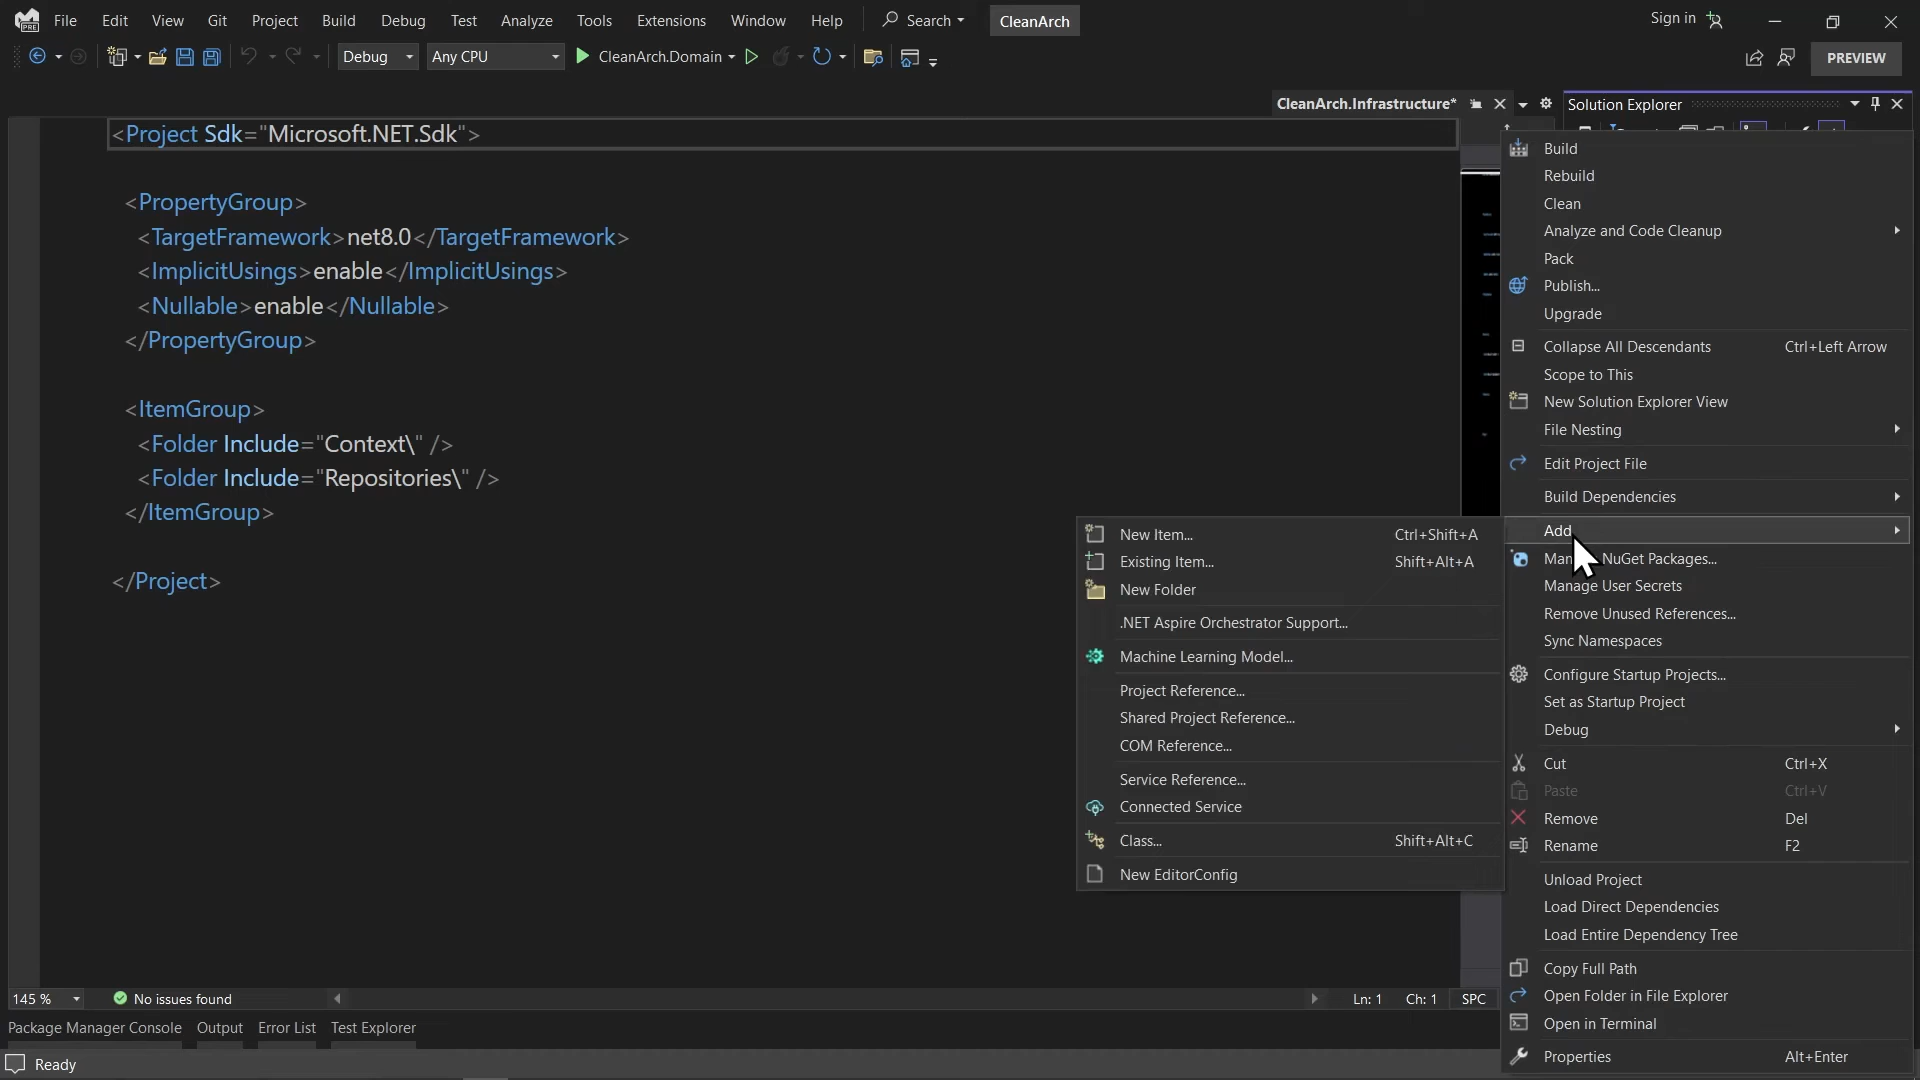 File Edit View Git Project Build Debug Test Analyze Tools Extensions Window Help Search CleanArch Sign in
Debug Any CPU CleanArch.Domain PREVIEW
CleanArch.Infrastructure* Solution Explorer
<Project Sdk="Microsoft.NET.Sdk">
<PropertyGroup>
<TargetFramework>net8.0</TargetFramework>
<ImplicitUsings>enable</ImplicitUsings>
<Nullable>enable</Nullable>
</PropertyGroup>
<ItemGroup>
<Folder Include="Context\" />
<Folder Include="Repositories\" />
</ItemGroup>
</Project>
New Item... Ctrl+Shift+A
Existing Item... Shift+Alt+A
New Folder
.NET Aspire Orchestrator Support...
Machine Learning Model...
Project Reference...
Shared Project Reference...
COM Reference...
Service Reference...
Connected Service
Class... Shift+Alt+C
New EditorConfig
Build
Rebuild
Clean
Analyze and Code Cleanup
Pack
Publish...
Upgrade
Collapse All Descendants Ctrl+Left Arrow
Scope to This
New Solution Explorer View
File Nesting
Edit Project File
Build Dependencies
Add
NuGet Packages...
Manage User Secrets
Remove Unused References...
Sync Namespaces
Configure Startup Projects...
Set as Startup Project
Debug
Cut Ctrl+X
Paste Ctrl+V
Remove Del
Rename F2
Unload Project
Load Direct Dependencies
Load Entire Dependency Tree
Copy Full Path
Open Folder in File Explorer
Open in Terminal
Properties Alt+Enter
145 % No issues found Ln: 1 Ch: 1 SPC
Package Manager Console Output Error List Test Explorer
Ready